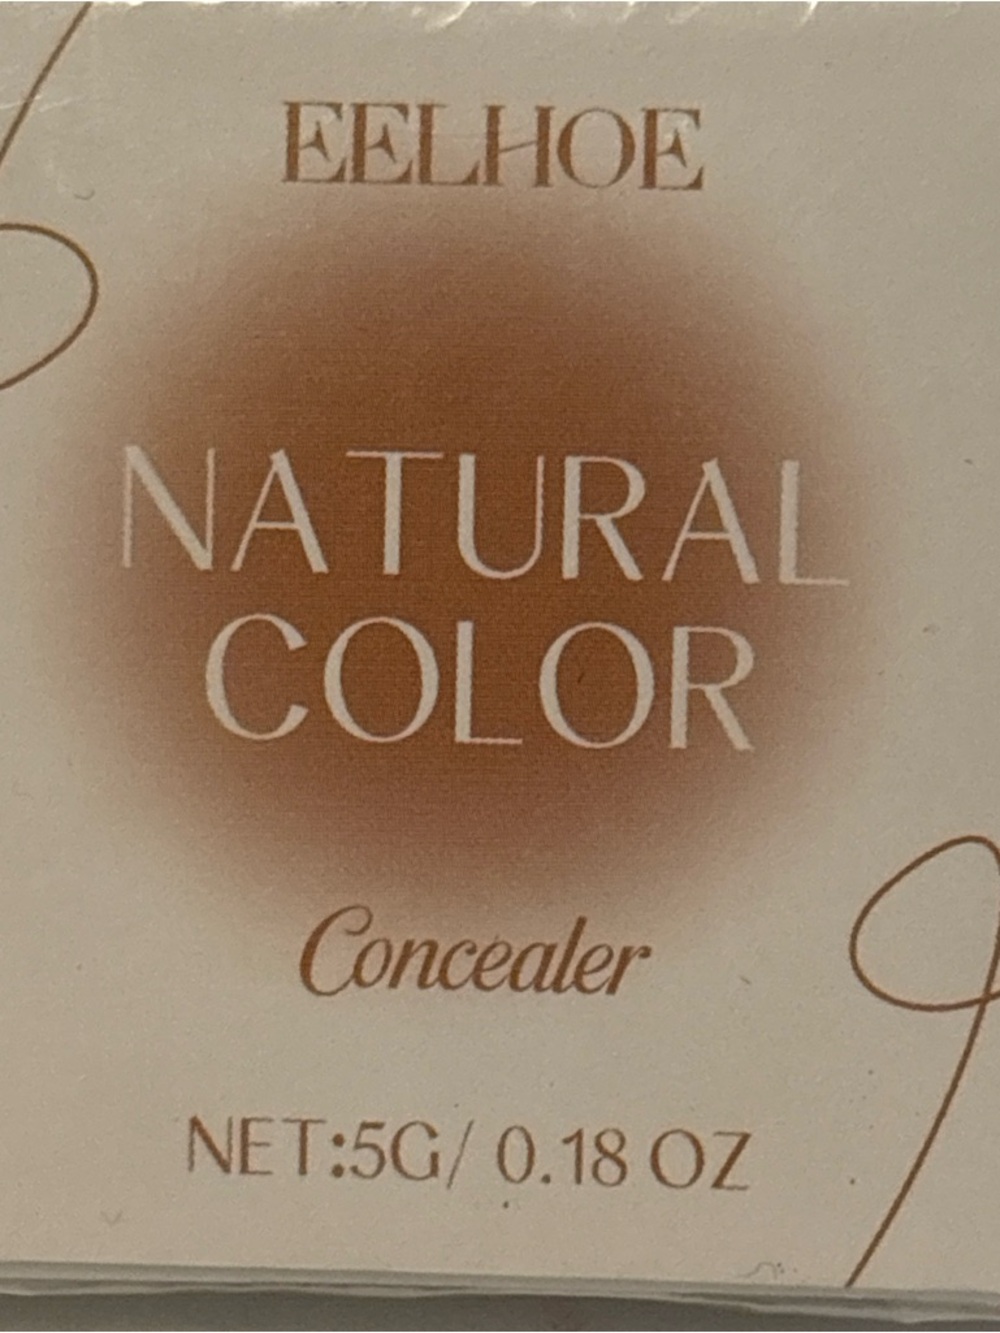 EELHOE
NATURAL
COLOR
Concealer
NET:5G/ 0.18 OZ